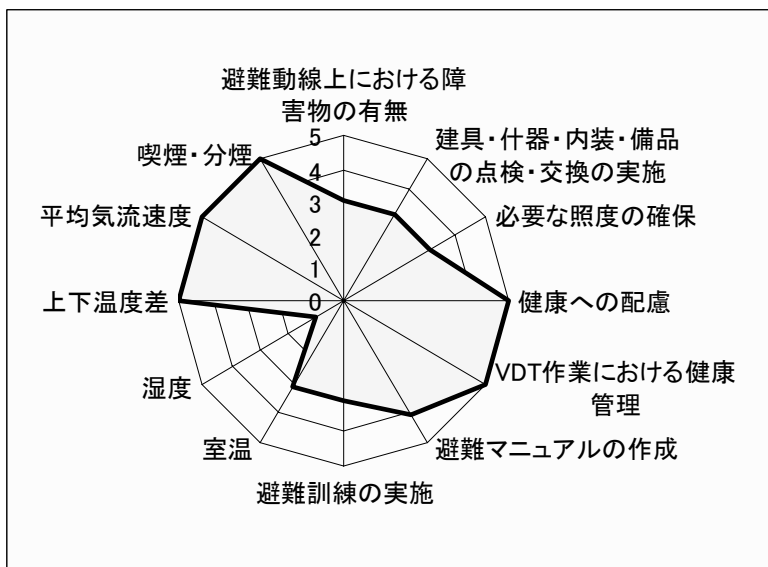 避難動線上における障
害物の有無
建具・什器・内装・備品
の点検・交換の実施
必要な照度の確保
健康への配慮
VDT作業における健康
管理
避難マニュアルの作成
避難訓練の実施
室温
湿度
上下温度差
平均気流速度
喫煙・分煙
5
4
3
2
1
0